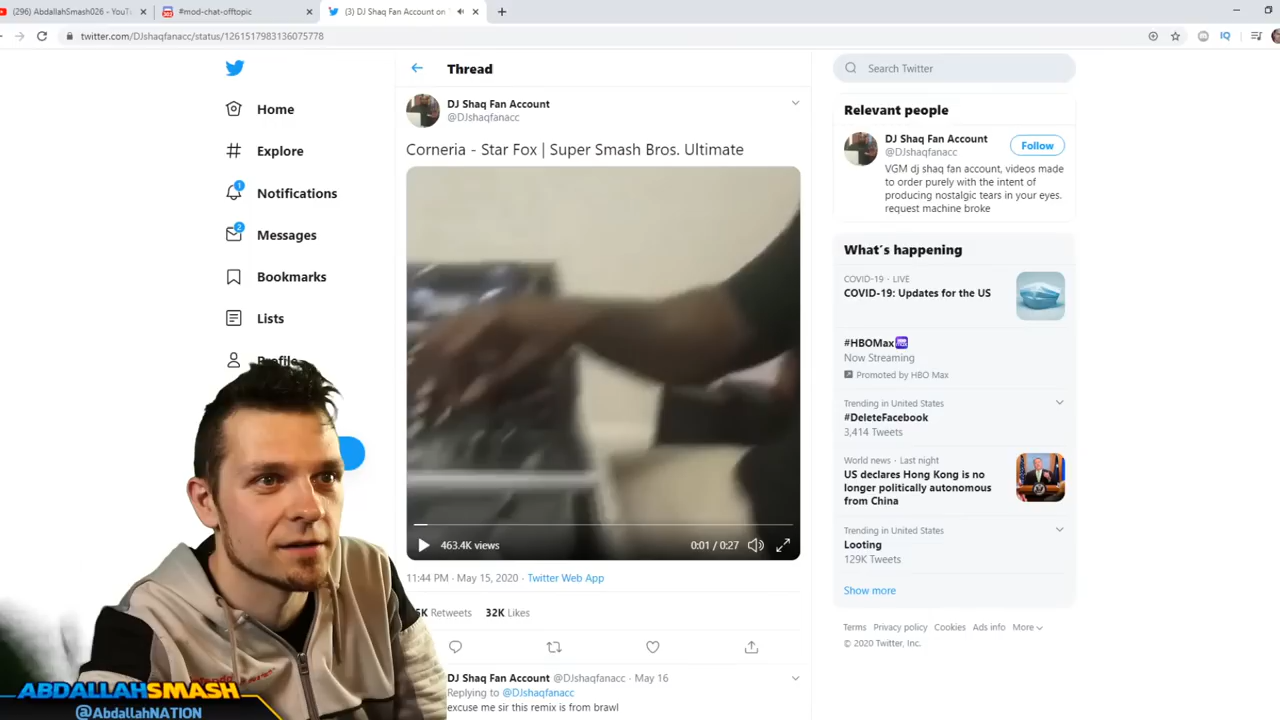 (296) AbdallahSmash026 - YouTu
#mod-chat-offtopic
(3) DJ Shaq Fan Account on
twitter.com/DJshaqfanacc/status/1261517983136075778
Home
Explore
Notifications
1
Messages
2
Bookmarks
Lists
Profile
Thread
DJ Shaq Fan Account
@DJshaqfanacc
Corneria - Star Fox | Super Smash Bros. Ultimate
463.4K views
0:01 / 0:27
11:44 PM · May 15, 2020 · Twitter Web App
5K Retweets 32K Likes
DJ Shaq Fan Account @DJshaqfanacc · May 16
Replying to @DJshaqfanacc
excuse me sir this remix is from brawl
Search Twitter
Relevant people
DJ Shaq Fan Account
@DJshaqfanacc
Follow
VGM dj shaq fan account, videos made
to order purely with the intent of
producing nostalgic tears in your eyes.
request machine broke
What's happening
COVID-19 · LIVE
COVID-19: Updates for the US
#HBOMax
Now Streaming
Promoted by HBO Max
Trending in United States
#DeleteFacebook
3,414 Tweets
World news · Last night
US declares Hong Kong is no
longer politically autonomous
from China
Trending in United States
Looting
129K Tweets
Show more
Terms Privacy policy Cookies Ads info More
© 2020 Twitter, Inc.
ABDALLAHSMASH
@AbdallahNATION
IQ